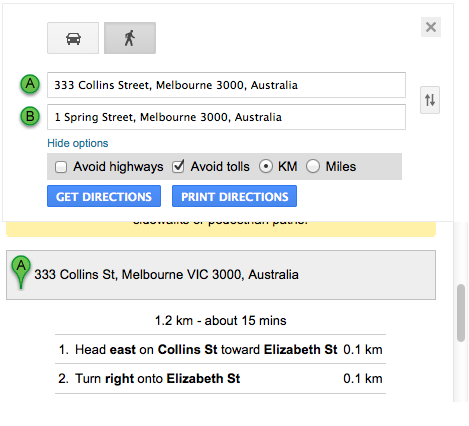 A
333 Collins Street, Melbourne 3000, Australia
B
1 Spring Street, Melbourne 3000, Australia
Hide options
Avoid highways Avoid tolls KM Miles
GET DIRECTIONS PRINT DIRECTIONS
sidewalks or pedestrian paths.
A
333 Collins St, Melbourne VIC 3000, Australia
1.2 km - about 15 mins
1. Head east on Collins St toward Elizabeth St 0.1 km
2. Turn right onto Elizabeth St 0.1 km